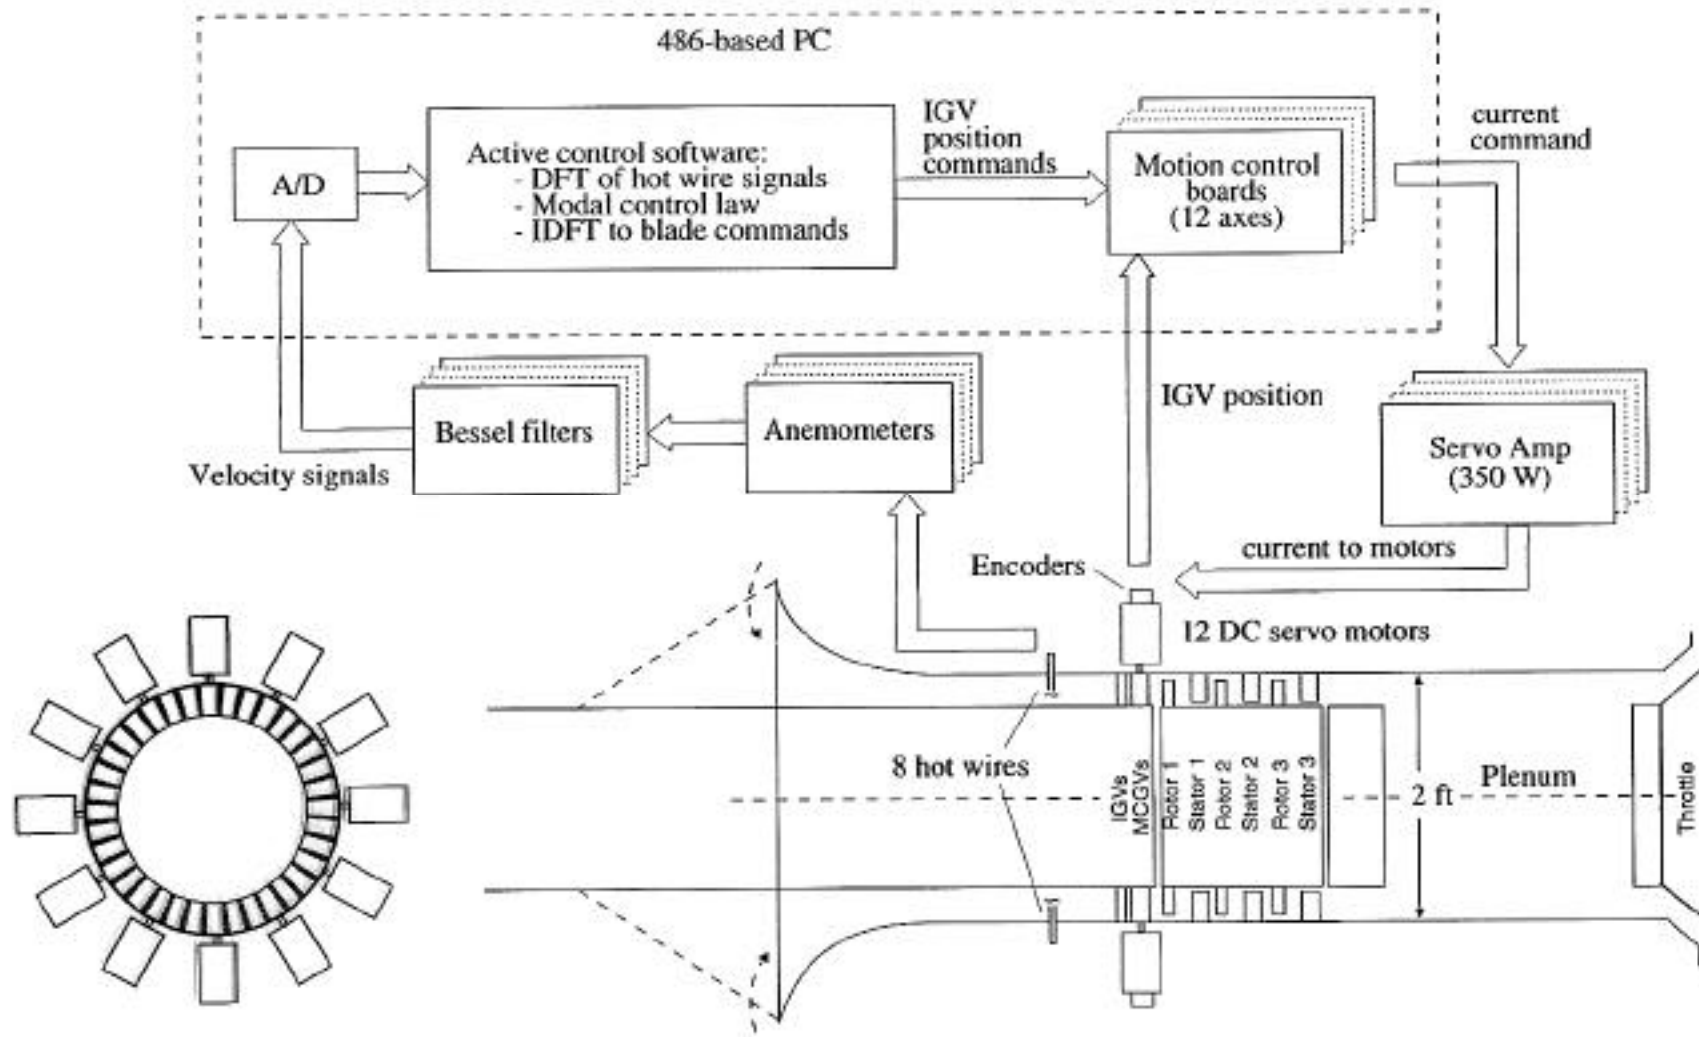 486-based PC
A/D
Active control software:
- DFT of hot wire signals
- Modal control law
- IDFT to blade commands
IGV
position
commands
Motion control
boards
(12 axes)
current
command
Bessel filters
Anemometers
IGV position
Servo Amp
(350 W)
Velocity signals
current to motors
Encoders
12 DC servo motors
8 hot wires
IGVs
MCGVs
Rotor 1
Stator 1
Rotor 2
Stator 2
Rotor 3
Stator 3
2 ft
Plenum
Throttle